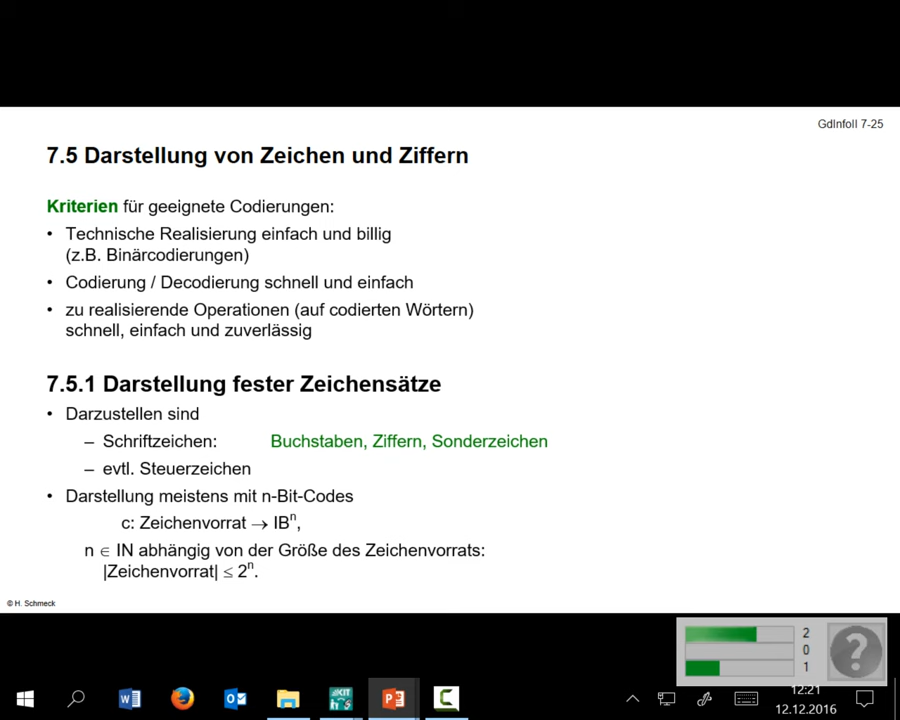 GdInfoII 7-25
7.5 Darstellung von Zeichen und Ziffern
Kriterien für geeignete Codierungen:
• Technische Realisierung einfach und billig
(z.B. Binärcodierungen)
• Codierung / Decodierung schnell und einfach
• zu realisierende Operationen (auf codierten Wörtern)
schnell, einfach und zuverlässig
7.5.1 Darstellung fester Zeichensätze
• Darzustellen sind
– Schriftzeichen: Buchstaben, Ziffern, Sonderzeichen
– evtl. Steuerzeichen
• Darstellung meistens mit n-Bit-Codes
c: Zeichenvorrat → IBⁿ,
n ∈ IN abhängig von der Größe des Zeichenvorrats:
|Zeichenvorrat| ≤ 2ⁿ.
© H. Schmeck
2
0
1
12:21
12.12.2016